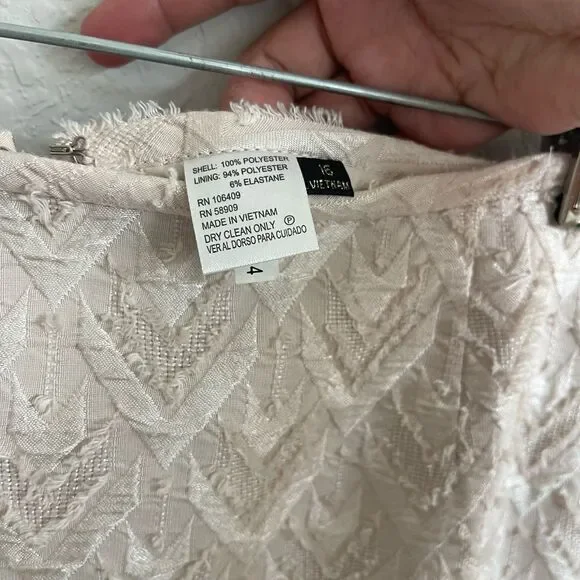 SHELL: 100% POLYESTER
LINING: 94% POLYESTER
6% ELASTANE
RN 106409
RN 58909
MADE IN VIETNAM
DRY CLEAN ONLY Ⓟ
VER AL DORSO PARA CUIDADO
4
16
VIETNAM